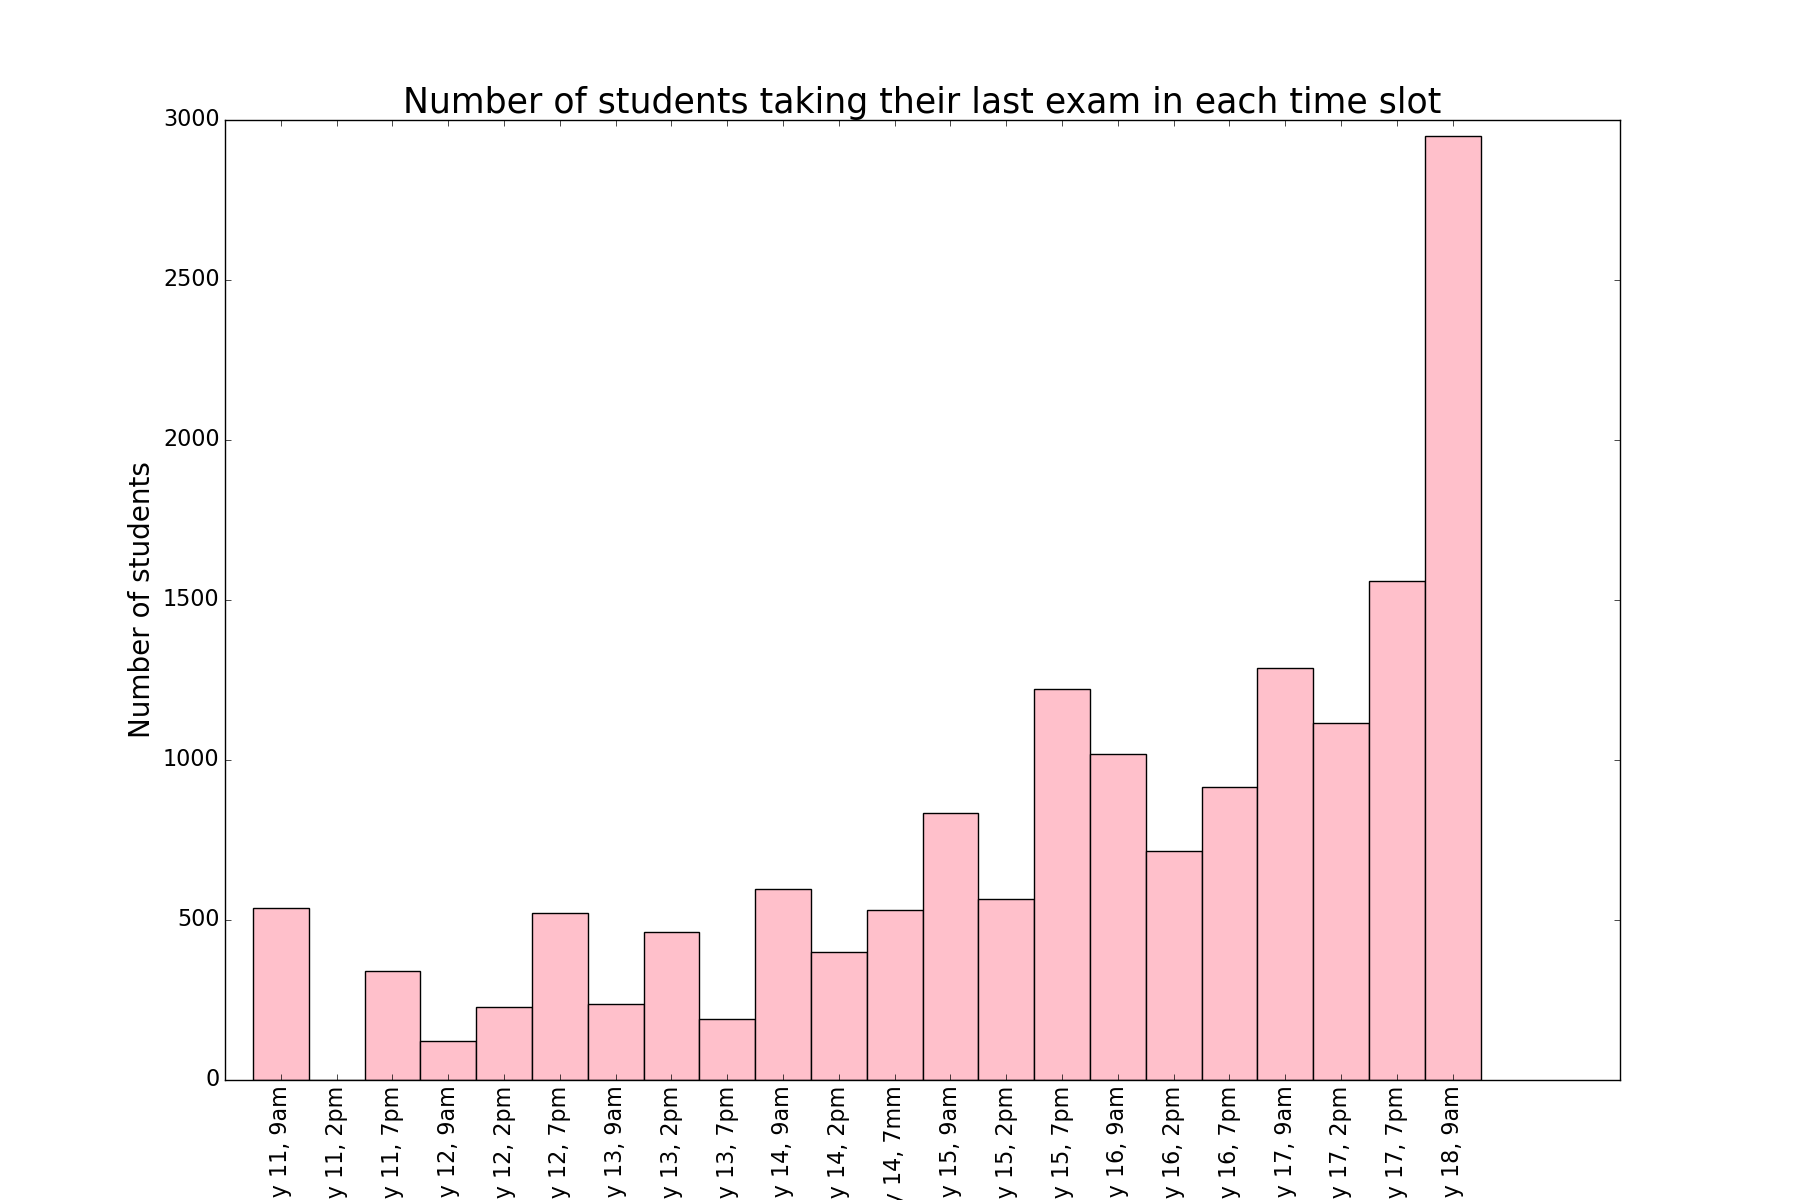 Number of students taking their last exam in each time slot
3000
2500
2000
1500
1000
500
0
Number of students
y 11, 9am
y 11, 2pm
y 11, 7pm
y 12, 9am
y 12, 2pm
y 12, 7pm
y 13, 9am
y 13, 2pm
y 13, 7pm
y 14, 9am
y 14, 2pm
y 14, 7mm
y 15, 9am
y 15, 2pm
y 15, 7pm
y 16, 9am
y 16, 2pm
y 16, 7pm
y 17, 9am
y 17, 2pm
y 17, 7pm
y 18, 9am